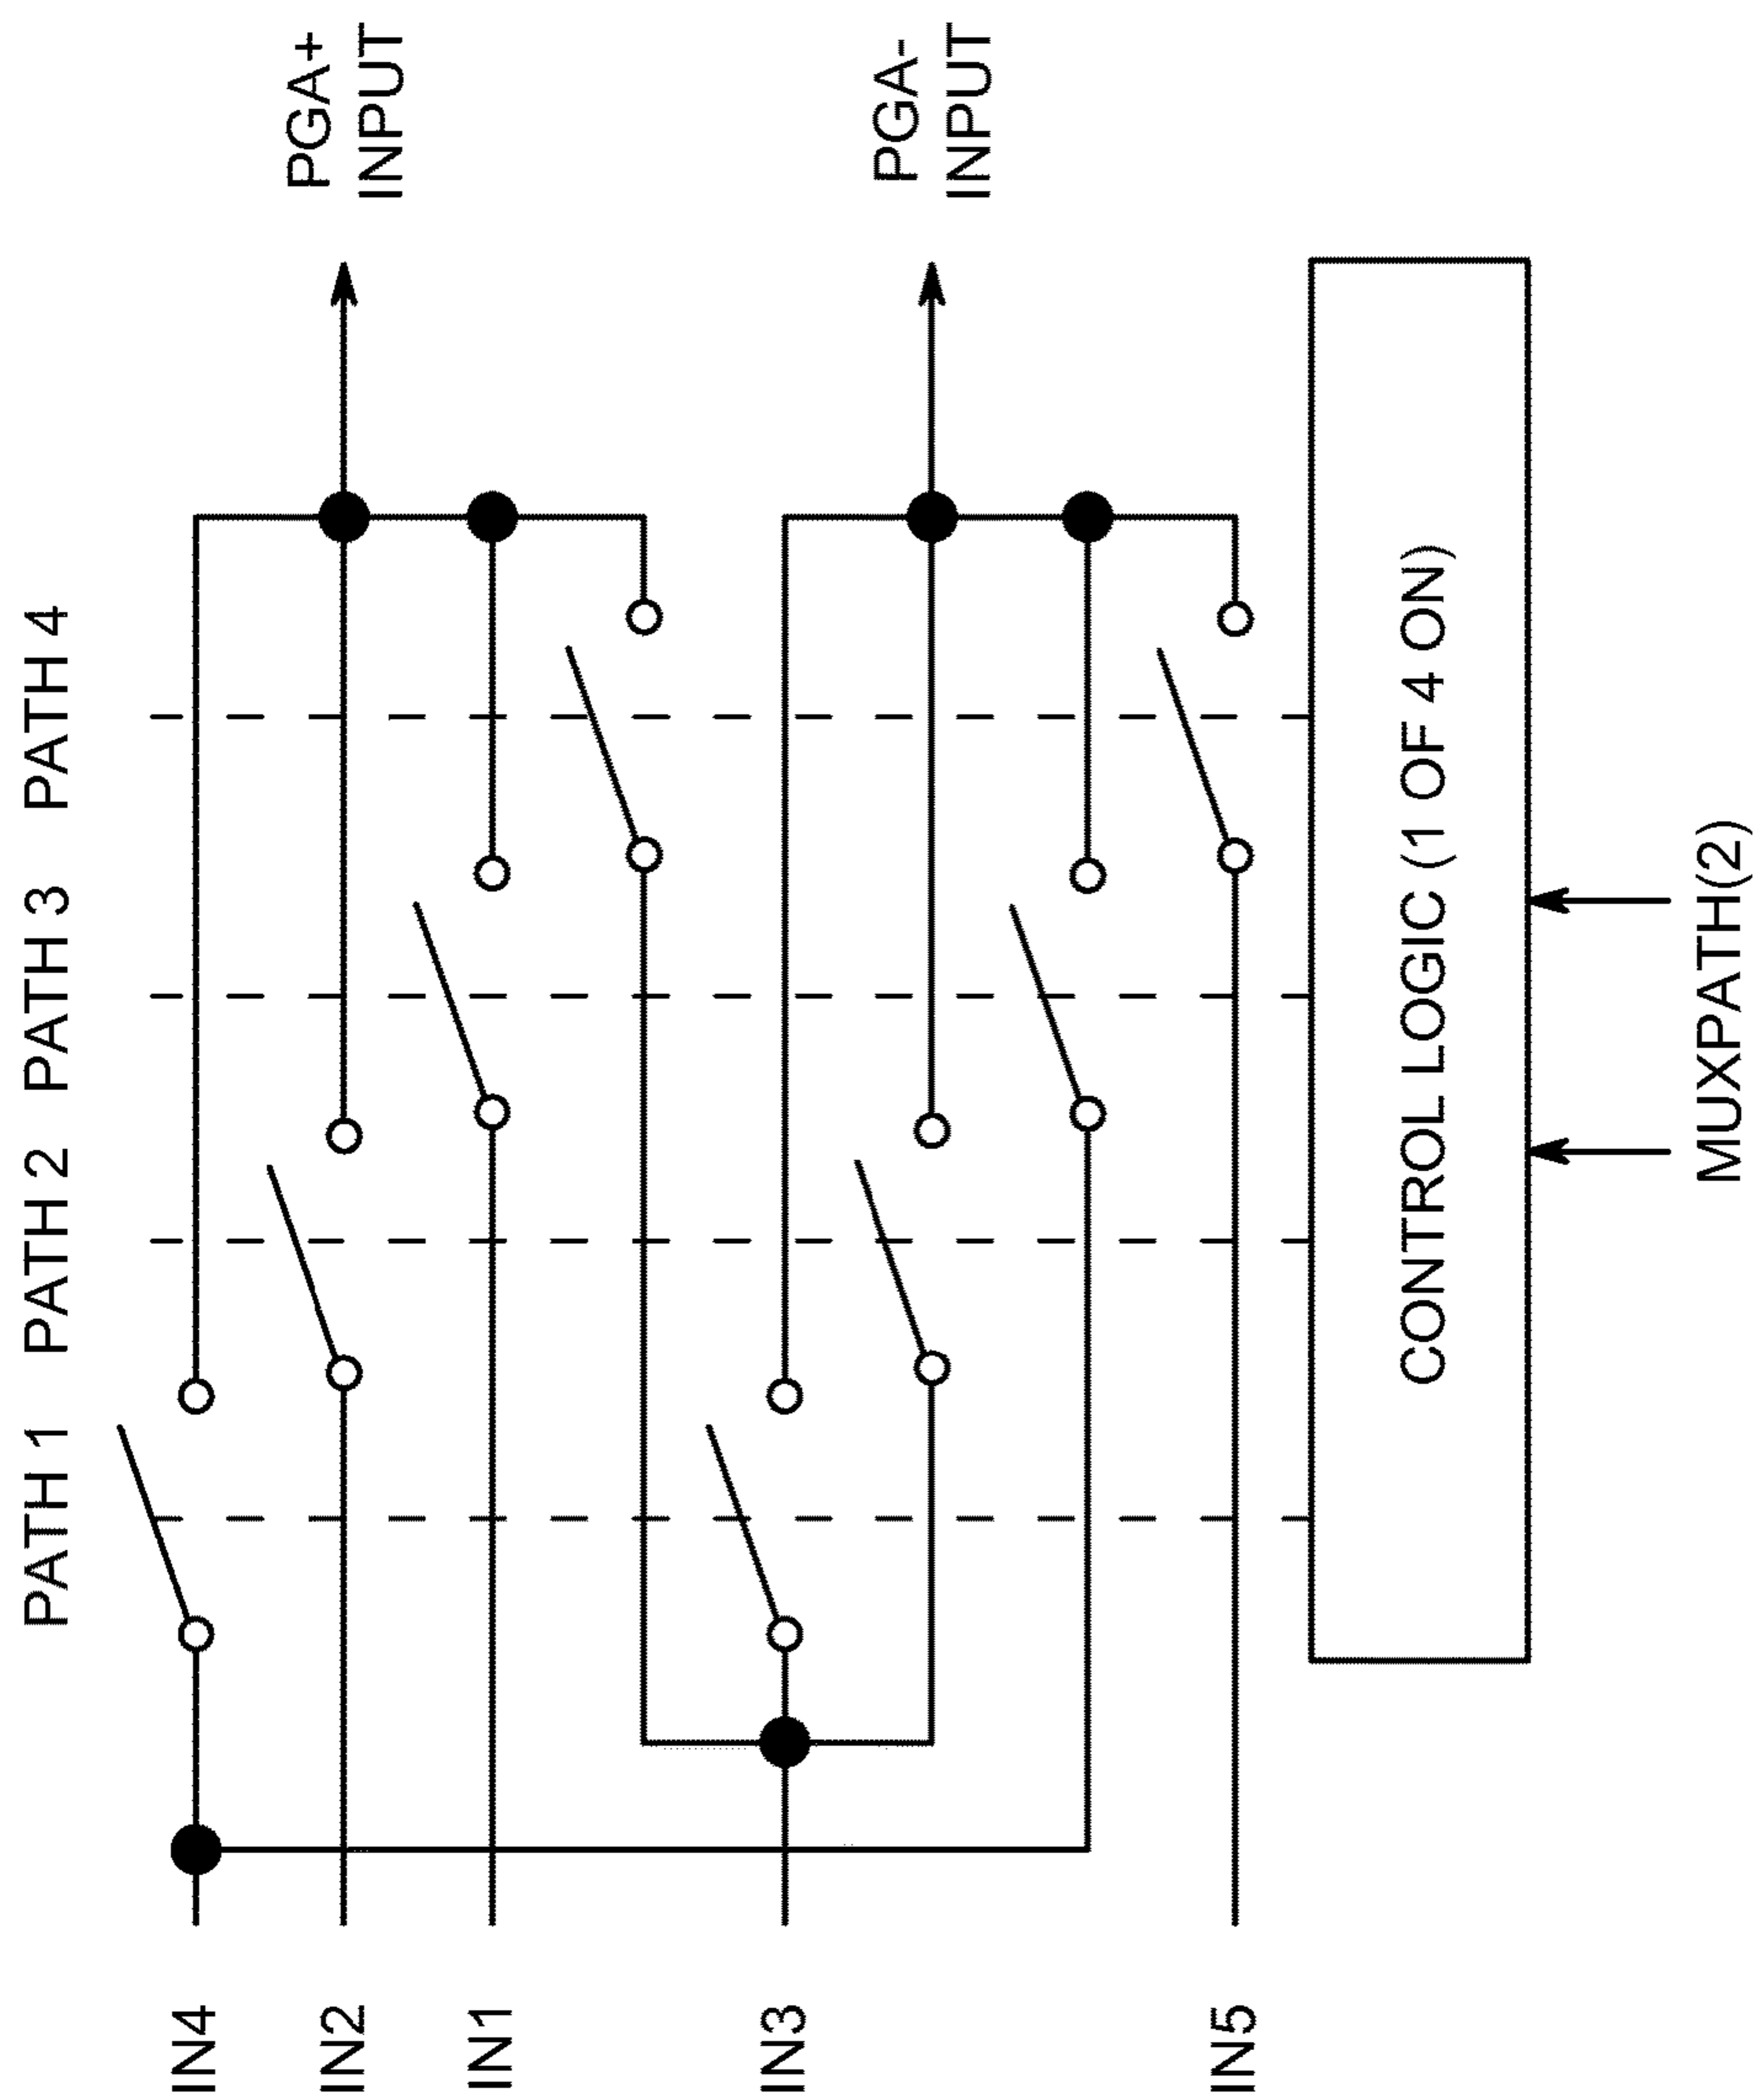 PATH 1 PATH 2 PATH 3 PATH 4
IN4
IN2
IN1
IN3
IN5
PGA+
INPUT
PGA-
INPUT
CONTROL LOGIC (1 OF 4 ON)
MUXPATH(2)